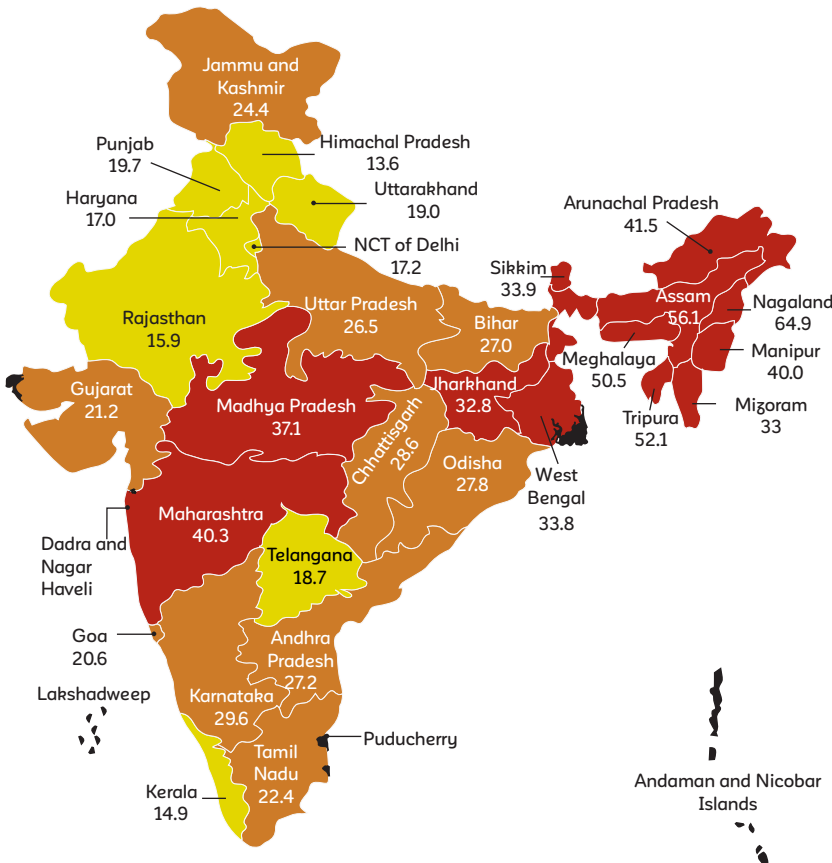 Jammu and
Kashmir
24.4
Punjab
19.7
Himachal Pradesh
13.6
Haryana
17.0
Uttarakhand
19.0
NCT of Delhi
17.2
Arunachal Pradesh
41.5
Sikkim
33.9
Assam
56.1
Nagaland
64.9
Rajasthan
15.9
Uttar Pradesh
26.5
Bihar
27.0
Meghalaya
50.5
Manipur
40.0
Gujarat
21.2
Madhya Pradesh
37.1
Jharkhand
32.8
Tripura
52.1
Mizoram
33
Chhattisgarh
28.6
Odisha
27.8
West
Bengal
33.8
Maharashtra
40.3
Dadra and
Nagar
Haveli
Telangana
18.7
Goa
20.6
Andhra
Pradesh
27.2
Lakshadweep
Karnataka
29.6
Puducherry
Tamil
Nadu
22.4
Kerala
14.9
Andaman and Nicobar
Islands